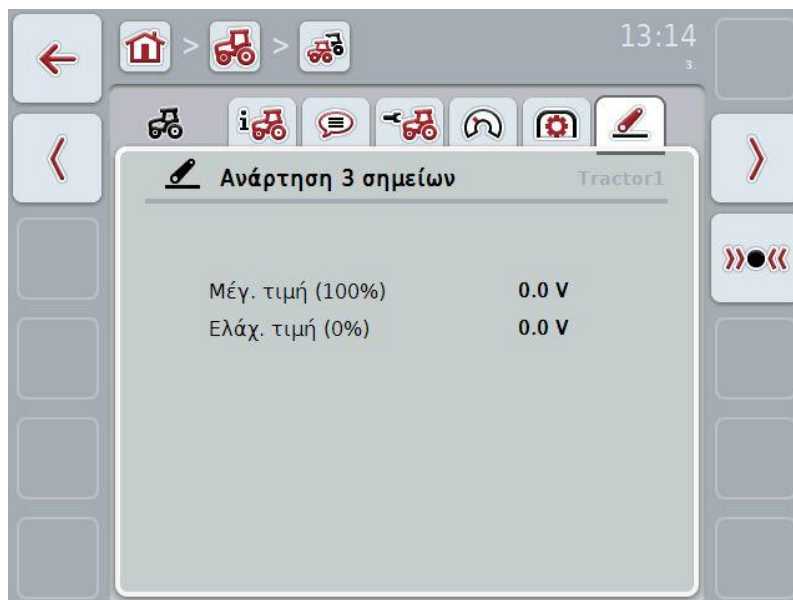 13:14
3.
Ανάρτηση 3 σημείων Tractor1
Μέγ. τιμή (100%) 0.0 V
Ελάχ. τιμή (0%) 0.0 V